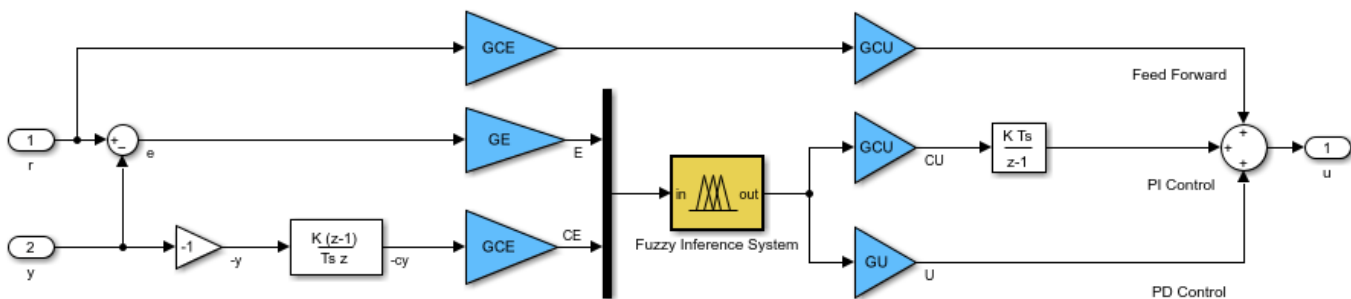 GCE
GCU
Feed Forward
1
r
+
−
e
GE
E
GCU
CU
K Ts
z-1
+
+
+
1
u
PI Control
in
out
Fuzzy Inference System
2
y
-1
-y
K (z-1)
Ts z
-cy
GCE
CE
GU
U
PD Control